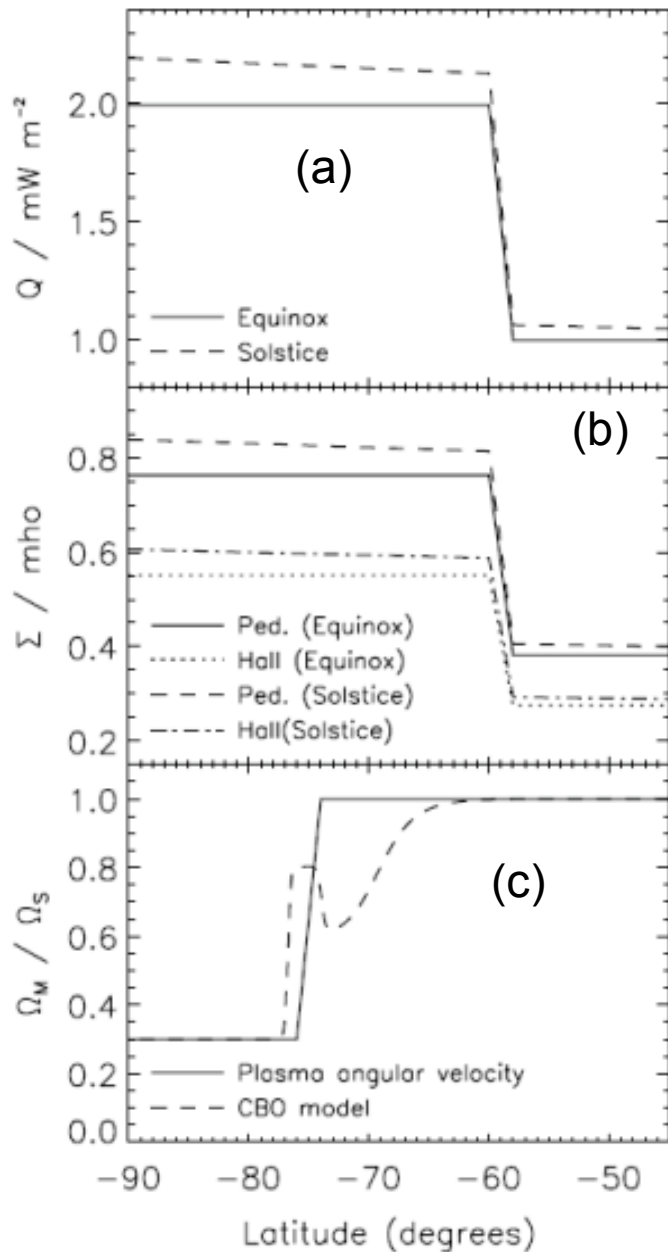 Q / mW m⁻²
2.0
1.5
1.0
(a)
Equinox
Solstice
Σ / mho
0.8
0.6
0.4
0.2
(b)
Ped. (Equinox)
Hall (Equinox)
Ped. (Solstice)
Hall(Solstice)
Ω_M / Ω_S
1.0
0.8
0.6
0.4
0.2
0.0
(c)
Plasma angular velocity
CBO model
−90 −80 −70 −60 −50
Latitude (degrees)